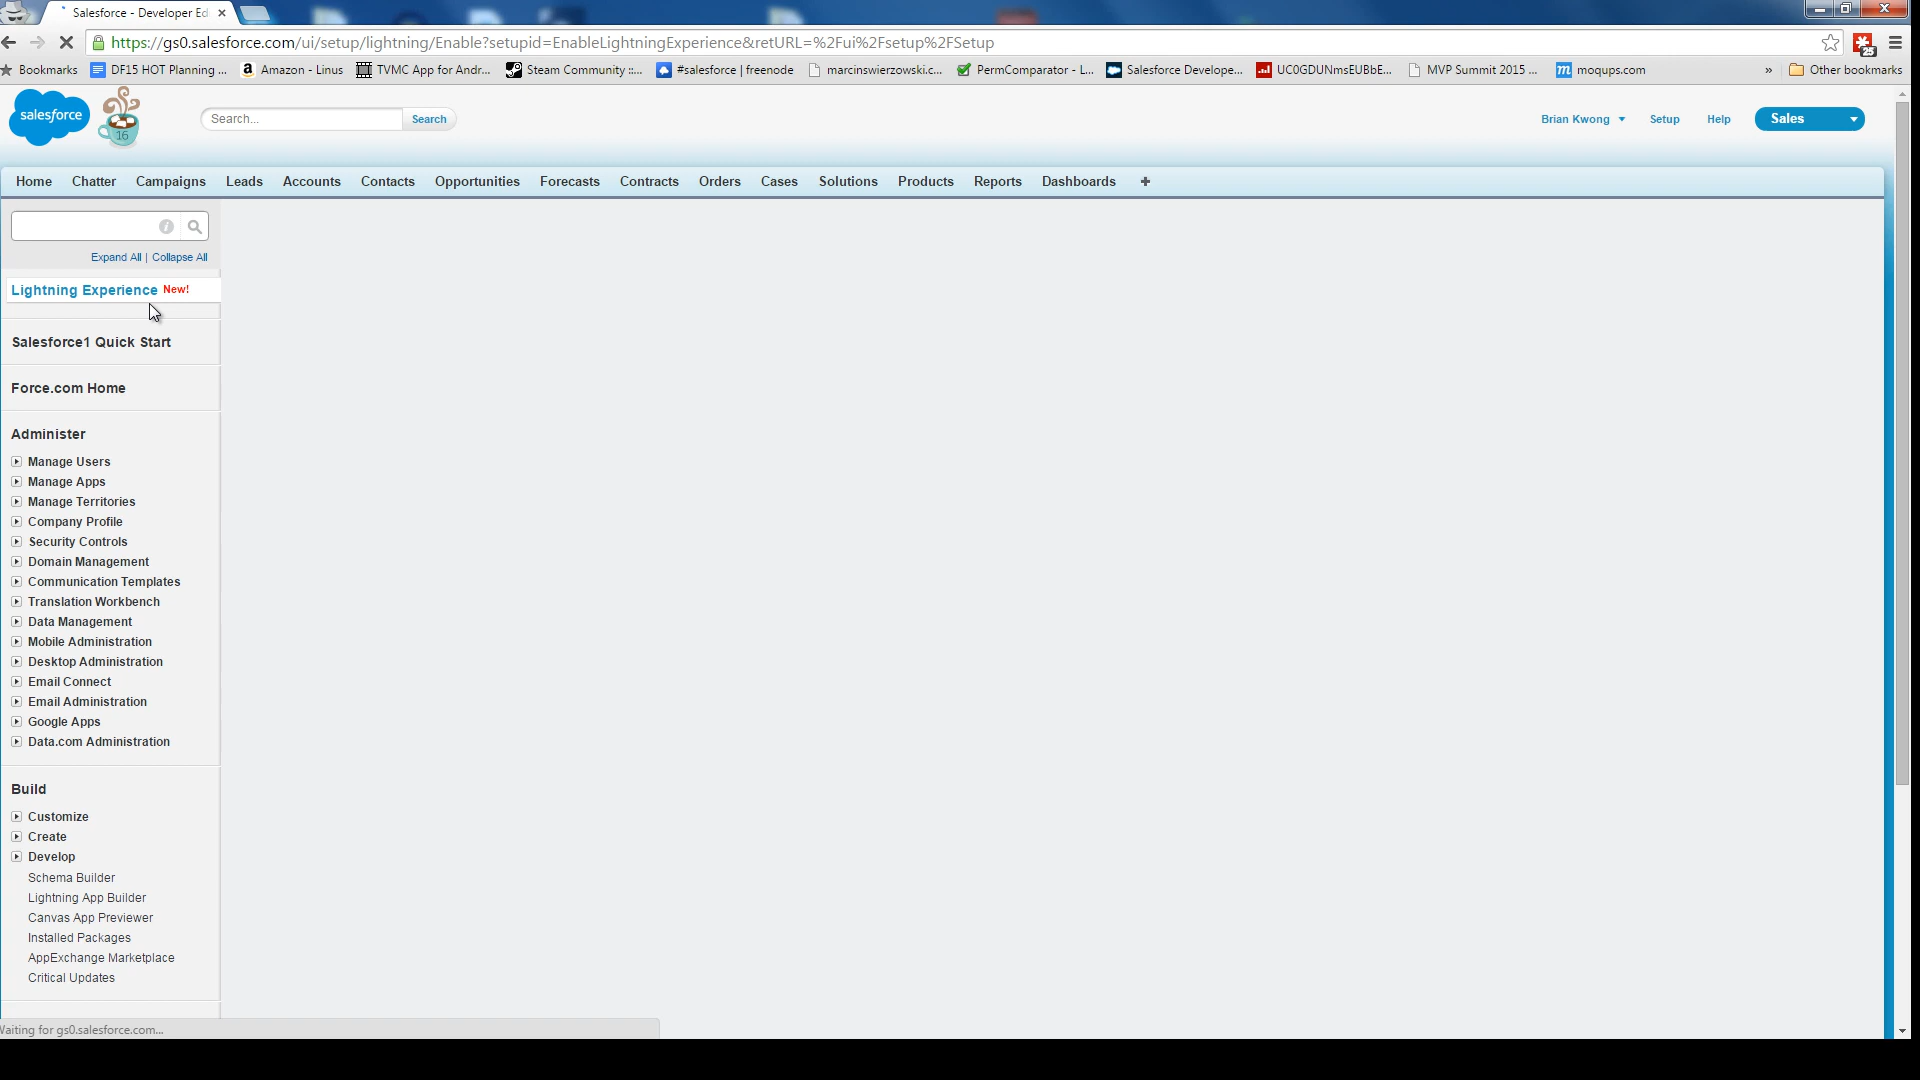 Salesforce - Developer Ed
https://gs0.salesforce.com/ui/setup/lightning/Enable?setupid=EnableLightningExperience&retURL=%2Fui%2Fsetup%2FSetup
25
Bookmarks DF15 HOT Planning ... Amazon - Linus TVMC App for Andr... Steam Community ::... #salesforce | freenode marcinswierzowski.c... PermComparator - L... Salesforce Develope... UC0GDUNmsEUBbE... MVP Summit 2015 ... moqups.com » Other bookmarks
salesforce 16 Search... Search Brian Kwong Setup Help Sales
Home Chatter Campaigns Leads Accounts Contacts Opportunities Forecasts Contracts Orders Cases Solutions Products Reports Dashboards +
Expand All | Collapse All
Lightning Experience New!
Salesforce1 Quick Start
Force.com Home
Administer
Manage Users
Manage Apps
Manage Territories
Company Profile
Security Controls
Domain Management
Communication Templates
Translation Workbench
Data Management
Mobile Administration
Desktop Administration
Email Connect
Email Administration
Google Apps
Data.com Administration
Build
Customize
Create
Develop
Schema Builder
Lightning App Builder
Canvas App Previewer
Installed Packages
AppExchange Marketplace
Critical Updates
Waiting for gs0.salesforce.com...